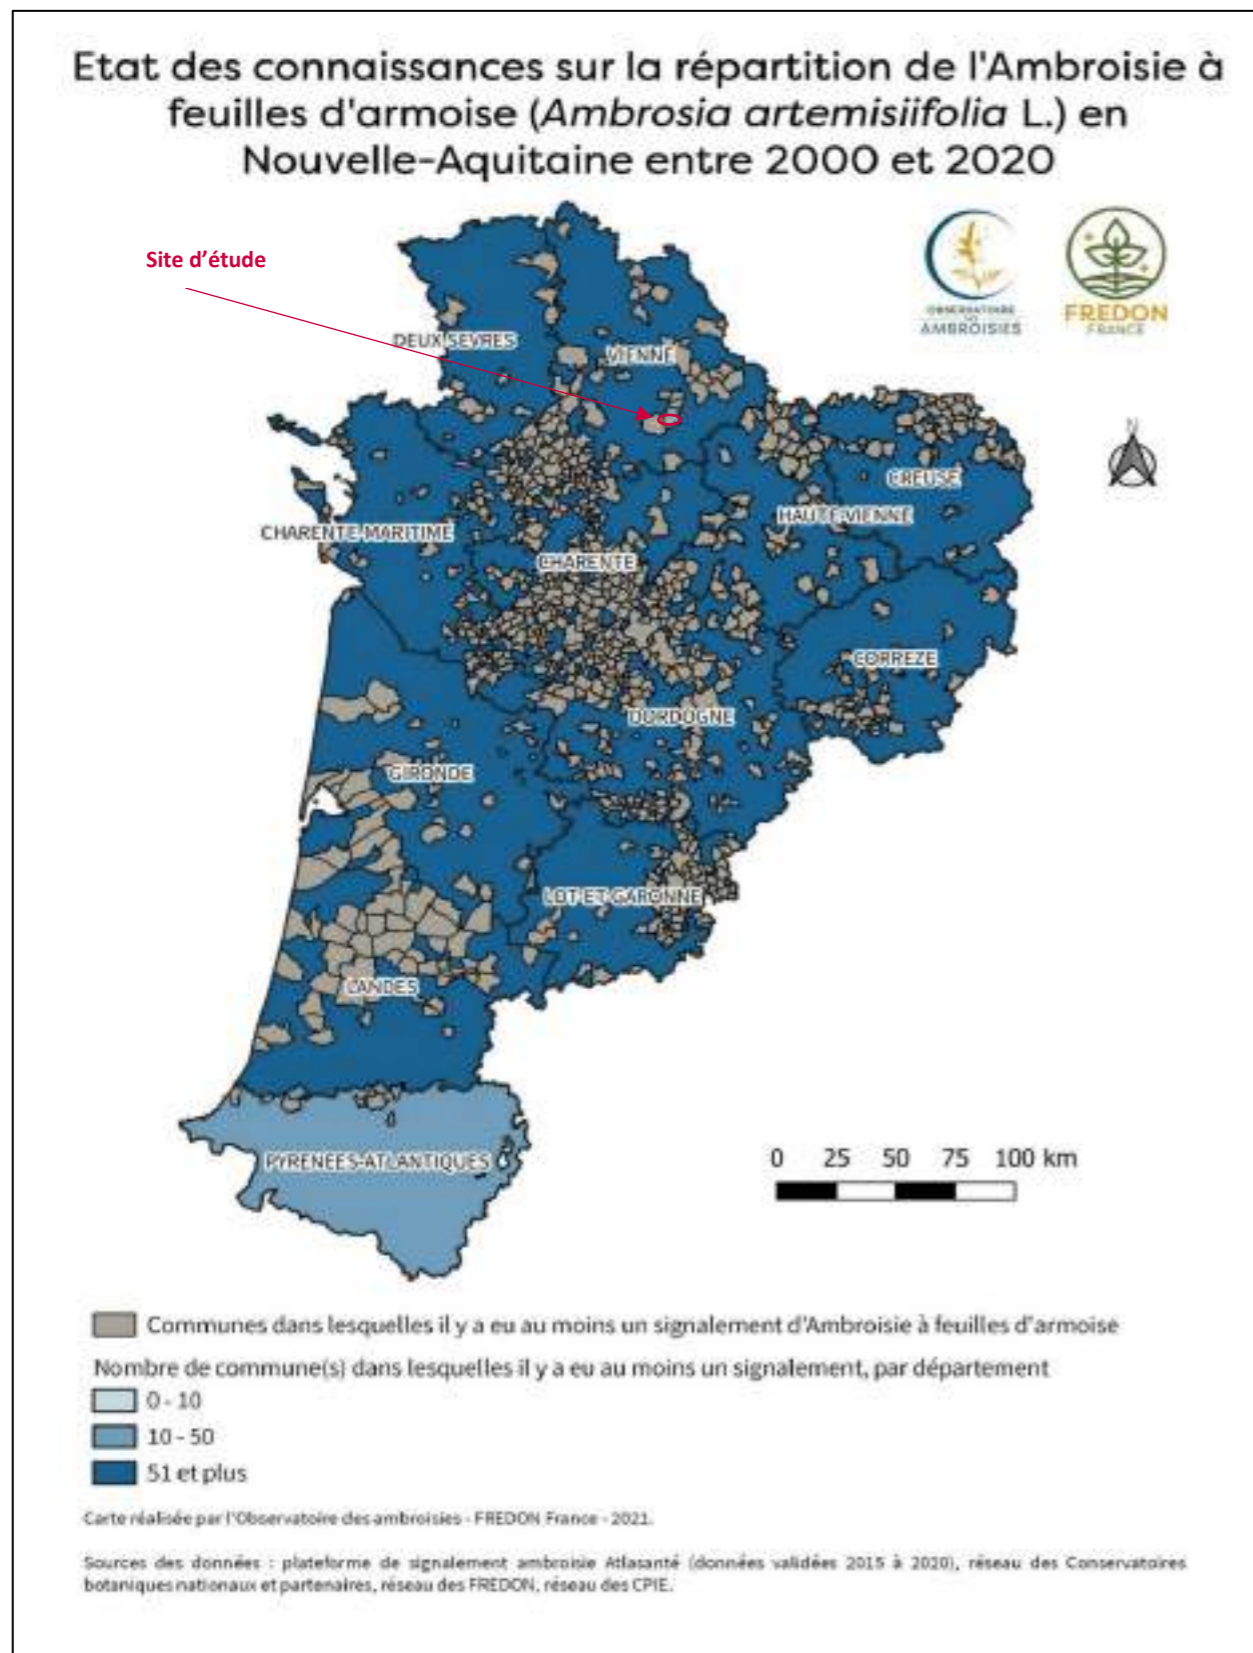 Etat des connaissances sur la répartition de l'Ambroisie à
feuilles d'armoise (Ambrosia artemisiifolia L.) en
Nouvelle-Aquitaine entre 2000 et 2020
Site d'étude
OBSERVATOIRE
DES
AMBROISIES
FREDON
FRANCE
DEUX SEVRES
VIENNE
N
CREUSE
HAUTE-VIENNE
CHARENTE-MARITIME
CHARENTE
CORREZE
DORDOGNE
GIRONDE
LOT-ET-GARONNE
LANDES
PYRENEES-ATLANTIQUES
0 25 50 75 100 km
Communes dans lesquelles il y a eu au moins un signalement d'Ambroisie à feuilles d'armoise
Nombre de commune(s) dans lesquelles il y a eu au moins un signalement, par département
0 - 10
10 - 50
51 et plus
Carte réalisée par l'Observatoire des ambroisies - FREDON France - 2021.
Sources des données : plateforme de signalement ambroisie Atlasanté (données validées 2015 à 2020), réseau des Conservatoires
botaniques nationaux et partenaires, réseau des FREDON, réseau des CPIE.